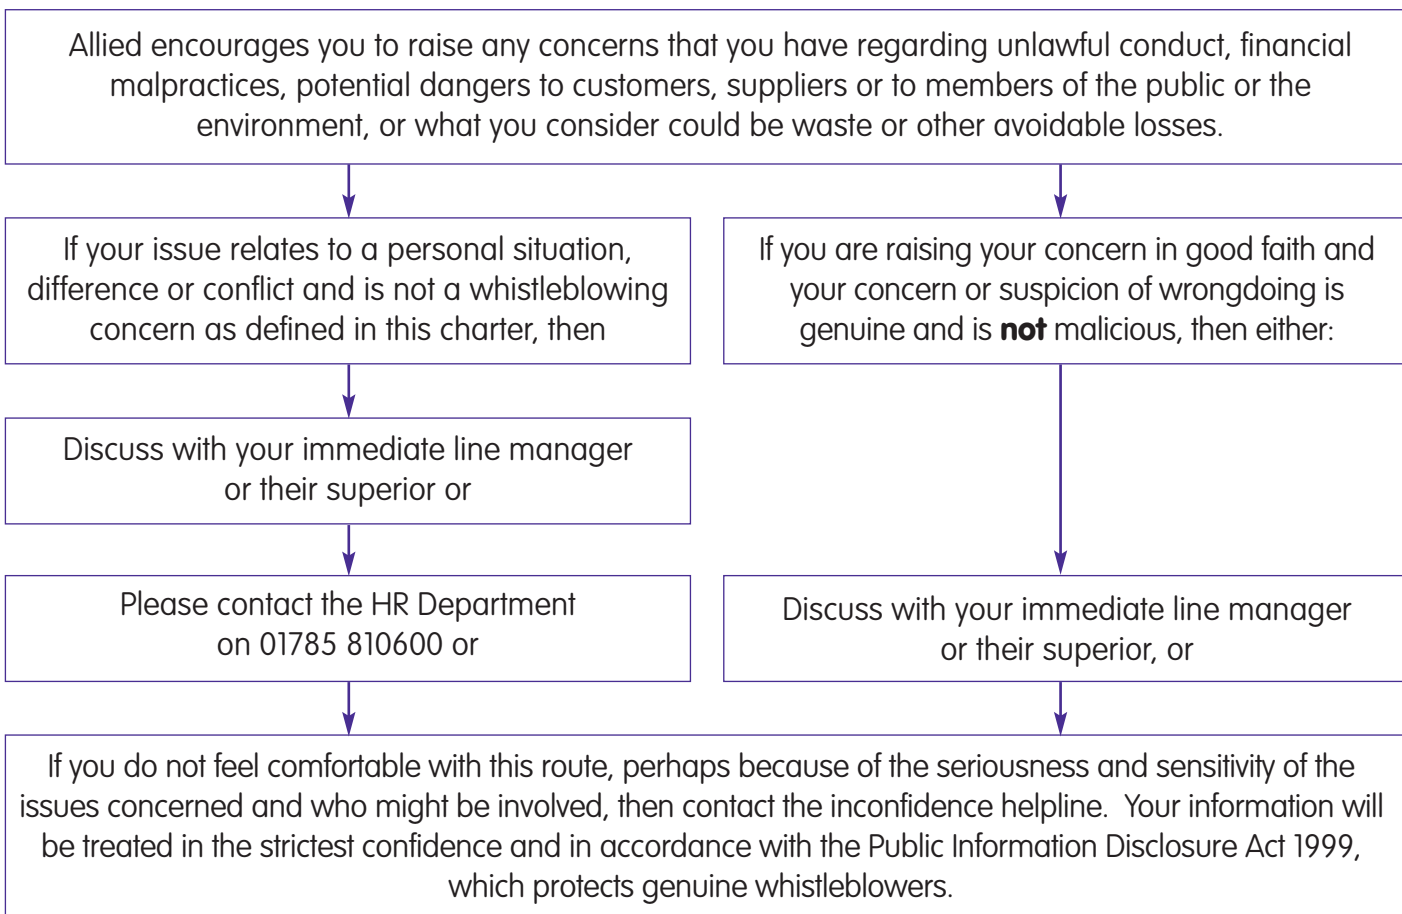 Allied encourages you to raise any concerns that you have regarding unlawful conduct, financial
malpractices, potential dangers to customers, suppliers or to members of the public or the
environment, or what you consider could be waste or other avoidable losses.
If your issue relates to a personal situation,
difference or conflict and is not a whistleblowing
concern as defined in this charter, then
If you are raising your concern in good faith and
your concern or suspicion of wrongdoing is
genuine and is not malicious, then either:
Discuss with your immediate line manager
or their superior or
Please contact the HR Department
on 01785 810600 or
Discuss with your immediate line manager
or their superior, or
If you do not feel comfortable with this route, perhaps because of the seriousness and sensitivity of the
issues concerned and who might be involved, then contact the inconfidence helpline.  Your information will
be treated in the strictest confidence and in accordance with the Public Information Disclosure Act 1999,
which protects genuine whistleblowers.